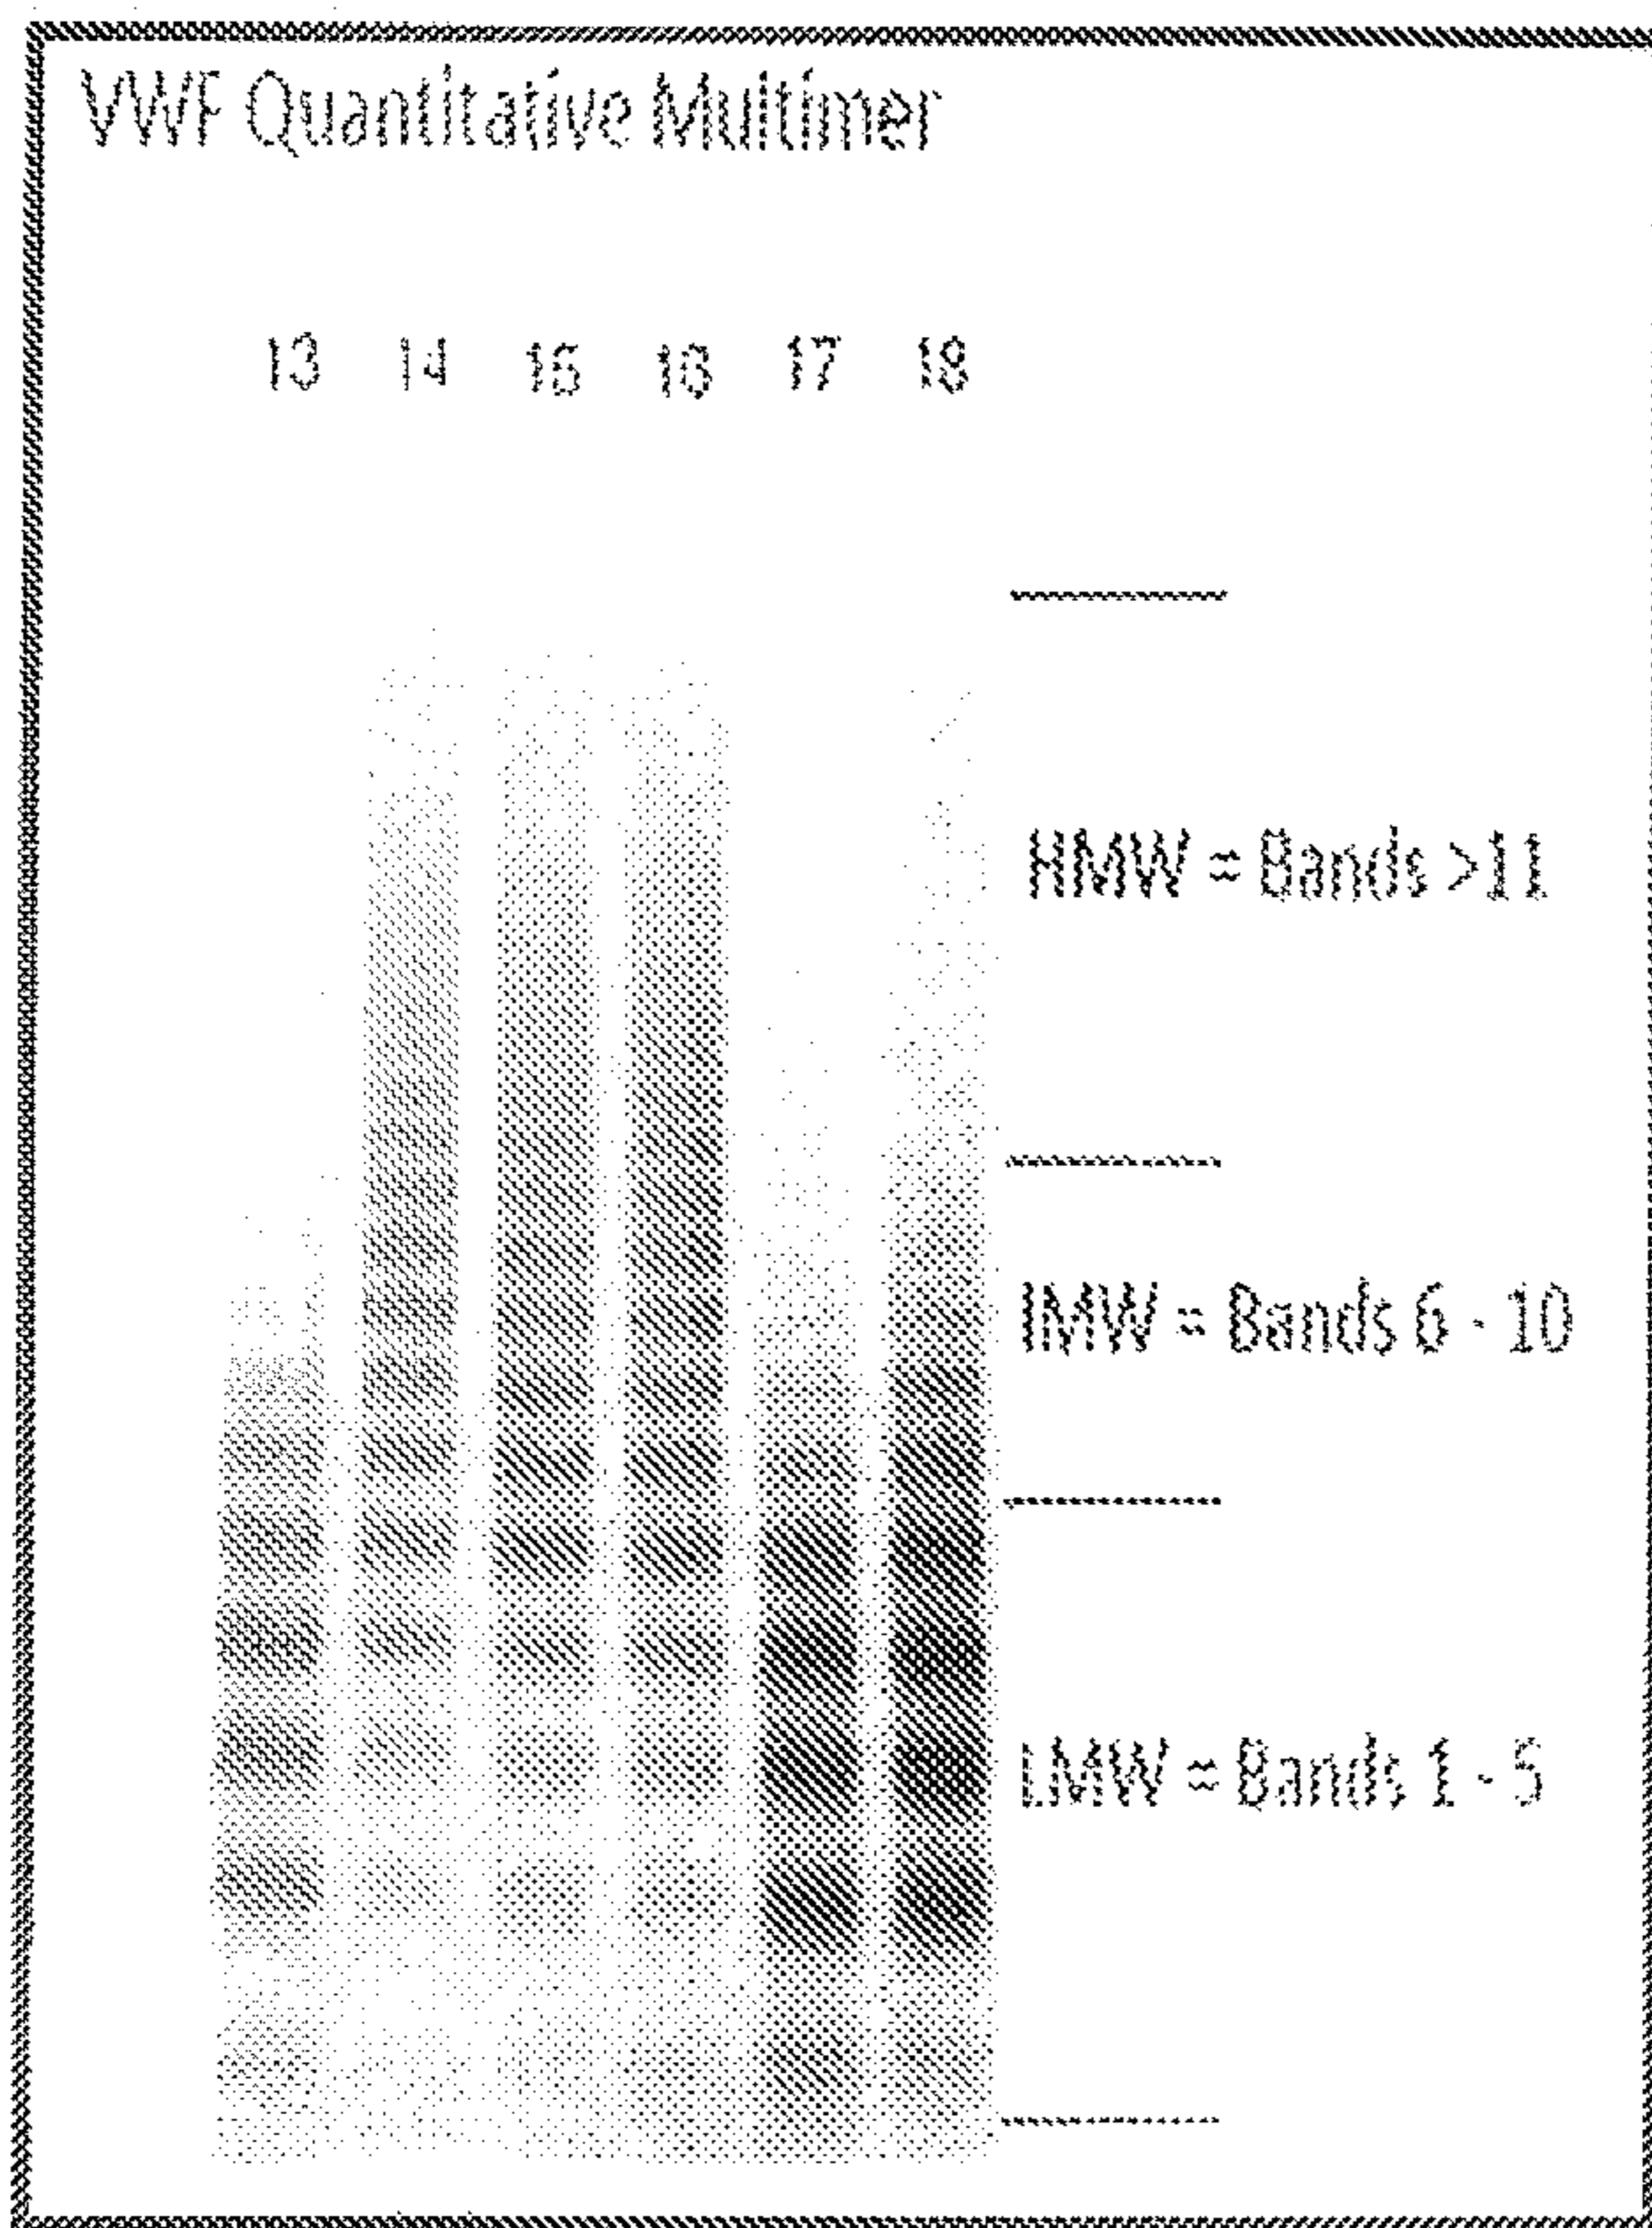 VWF Quantitative Multimer
13 14 15 16 17 18
HMW = Bands >11
IMW = Bands 6 - 10
LMW = Bands 1 - 5